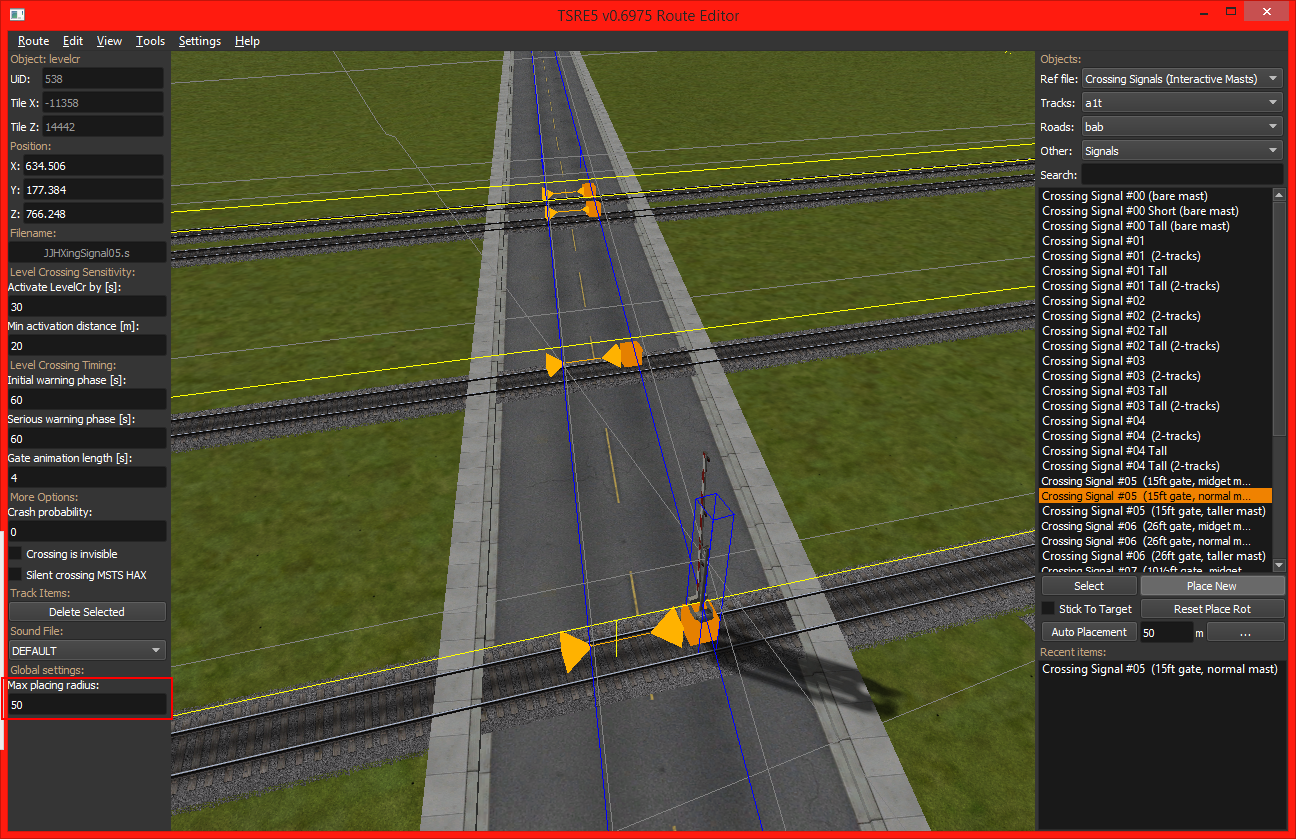 TSRE5 v0.6975 Route Editor
Route Edit View Tools Settings Help
Object: levelcr
UiD: 538
Tile X: -11358
Tile Z: 14442
Position:
X: 634.506
Y: 177.384
Z: 766.248
Filename:
JJHXingSignal05.s
Level Crossing Sensitivity:
Activate LevelCr by [s]:
30
Min activation distance [m]:
20
Level Crossing Timing:
Initial warning phase [s]:
60
Serious warning phase [s]:
60
Gate animation length [s]:
4
More Options:
Crash probability:
0
Crossing is invisible
Silent crossing MSTS HAX
Track Items:
Delete Selected
Sound File:
DEFAULT
Global settings:
Max placing radius:
50
Objects:
Ref file: Crossing Signals (Interactive Masts)
Tracks: a1t
Roads: bab
Other: Signals
Search:
Crossing Signal #00 (bare mast)
Crossing Signal #00 Short (bare mast)
Crossing Signal #00 Tall (bare mast)
Crossing Signal #01
Crossing Signal #01 (2-tracks)
Crossing Signal #01 Tall
Crossing Signal #01 Tall (2-tracks)
Crossing Signal #02
Crossing Signal #02 (2-tracks)
Crossing Signal #02 Tall
Crossing Signal #02 Tall (2-tracks)
Crossing Signal #03
Crossing Signal #03 (2-tracks)
Crossing Signal #03 Tall
Crossing Signal #03 Tall (2-tracks)
Crossing Signal #04
Crossing Signal #04 (2-tracks)
Crossing Signal #04 Tall
Crossing Signal #04 Tall (2-tracks)
Crossing Signal #05 (15ft gate, midget m...
Crossing Signal #05 (15ft gate, normal m...
Crossing Signal #05 (15ft gate, taller mast)
Crossing Signal #06 (26ft gate, midget m...
Crossing Signal #06 (26ft gate, normal m...
Crossing Signal #06 (26ft gate, taller mast)
Crossing Signal #07 (10½ft gate, midget
Select Place New
Stick To Target Reset Place Rot
Auto Placement 50 m ...
Recent items:
Crossing Signal #05 (15ft gate, normal mast)